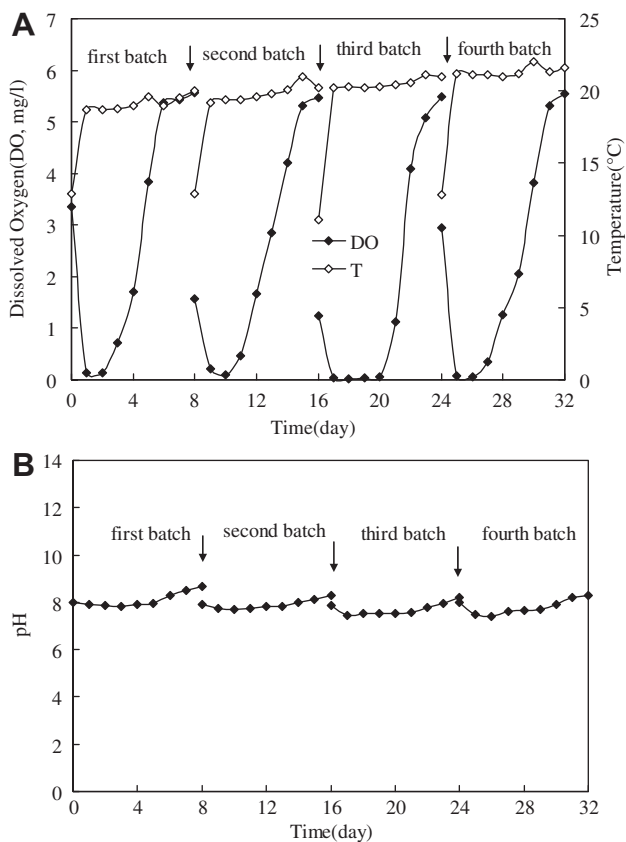 A
first batch
second batch
third batch
fourth batch
Dissolved Oxygen(DO, mg/l)
7
6
5
4
3
2
1
0
DO
T
25
20
15
10
5
0
Temperature(°C)
0 4 8 12 16 20 24 28 32
Time(day)
B
first batch
second batch
third batch
fourth batch
pH
14
12
10
8
6
4
2
0
0 4 8 12 16 20 24 28 32
Time(day)